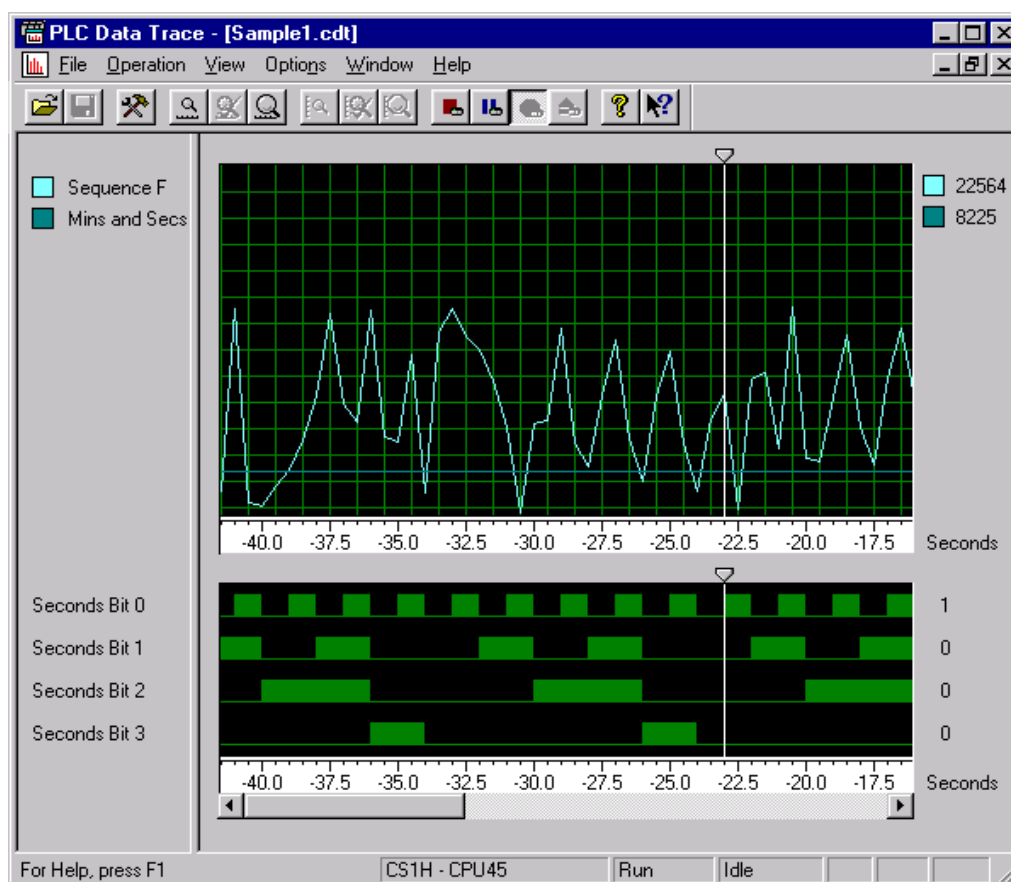 PLC Data Trace - [Sample1.cdt]
File Operation View Options Window Help
Sequence F
Mins and Secs
22564
8225
-40.0 -37.5 -35.0 -32.5 -30.0 -27.5 -25.0 -22.5 -20.0 -17.5 Seconds
Seconds Bit 0 1
Seconds Bit 1 0
Seconds Bit 2 0
Seconds Bit 3 0
-40.0 -37.5 -35.0 -32.5 -30.0 -27.5 -25.0 -22.5 -20.0 -17.5 Seconds
For Help, press F1 CS1H - CPU45 Run Idle